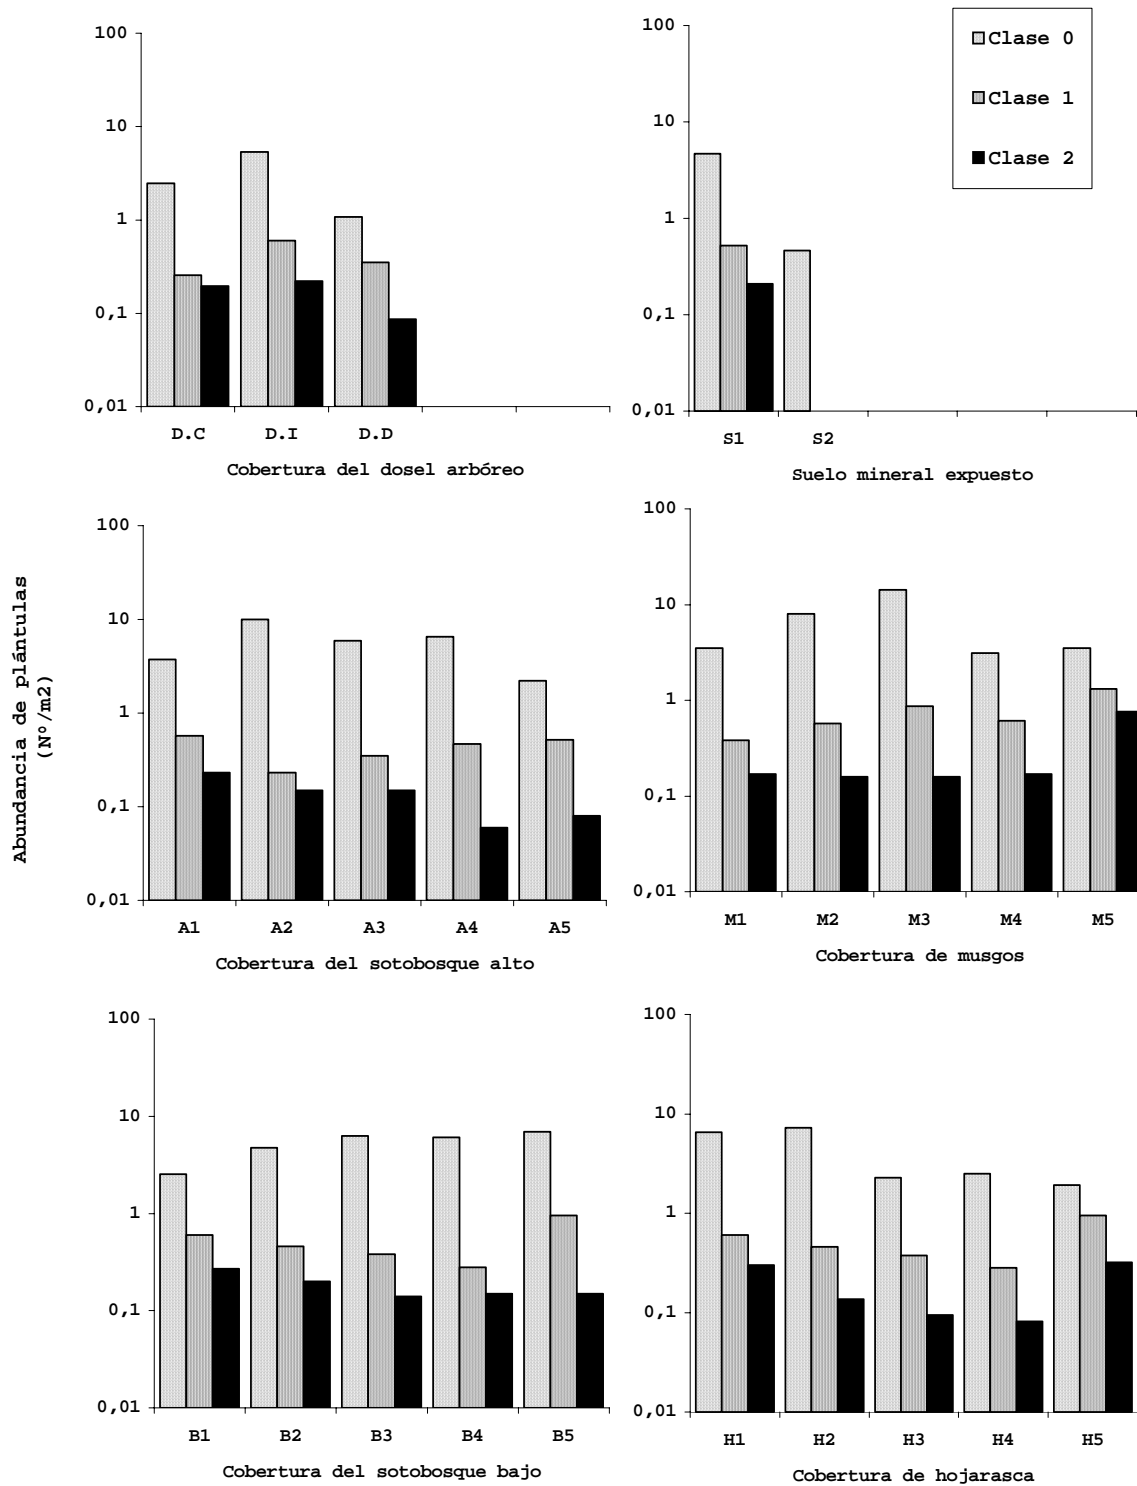 Abundancia de plántulas
(Nº/m2)
100
10
1
0,1
0,01
D.C D.I D.D
Cobertura del dosel arbóreo
100
10
1
0,1
0,01
S1 S2
Suelo mineral expuesto
Clase 0
Clase 1
Clase 2
100
10
1
0,1
0,01
A1 A2 A3 A4 A5
Cobertura del sotobosque alto
100
10
1
0,1
0,01
M1 M2 M3 M4 M5
Cobertura de musgos
100
10
1
0,1
0,01
B1 B2 B3 B4 B5
Cobertura del sotobosque bajo
100
10
1
0,1
0,01
H1 H2 H3 H4 H5
Cobertura de hojarasca